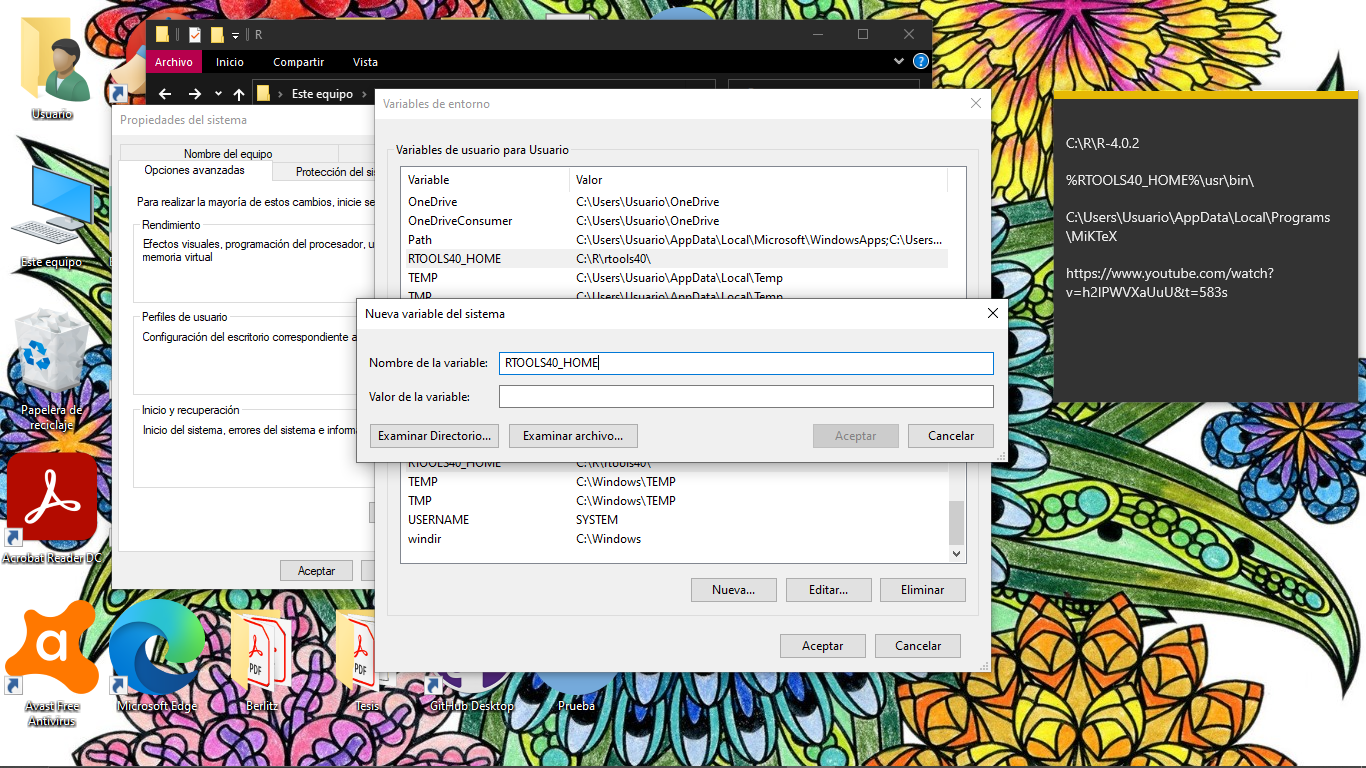 R
Archivo
Inicio
Compartir
Vista
Este equipo
Usuario
Este equipo
Papelera de
reciclaje
Acrobat Reader DC
Avast Free
Antivirus
Microsoft Edge
Berlitz
Tesis
GitHub Desktop
Prueba
PDF
PDF
Propiedades del sistema
Nombre del equipo
Opciones avanzadas
Protección del sis
Para realizar la mayoría de estos cambios, inicie se
Rendimiento
Efectos visuales, programación del procesador, u
memoria virtual
Perfiles de usuario
Configuración del escritorio correspondiente a
Inicio y recuperación
Inicio del sistema, errores del sistema e informa
Aceptar
Variables de entorno
Variables de usuario para Usuario
Variable Valor
OneDrive C:\Users\Usuario\OneDrive
OneDriveConsumer C:\Users\Usuario\OneDrive
Path C:\Users\Usuario\AppData\Local\Microsoft\WindowsApps;C:\Users...
RTOOLS40_HOME C:\R\rtools40\
TEMP C:\Users\Usuario\AppData\Local\Temp
TMP C:\Users\Usuario\AppData\Local\Temp
Nueva variable del sistema
Nombre de la variable: RTOOLS40_HOME
Valor de la variable:
Examinar Directorio... Examinar archivo... Aceptar Cancelar
RTOOLS40_HOME C:\R\rtools40\
TEMP C:\Windows\TEMP
TMP C:\Windows\TEMP
USERNAME SYSTEM
windir C:\Windows
Nueva... Editar... Eliminar
Aceptar Cancelar
C:\R\R-4.0.2
%RTOOLS40_HOME%\usr\bin\
C:\Users\Usuario\AppData\Local\Programs
\MiKTeX
https://www.youtube.com/watch?
v=h2IPWVXaUuU&t=583s